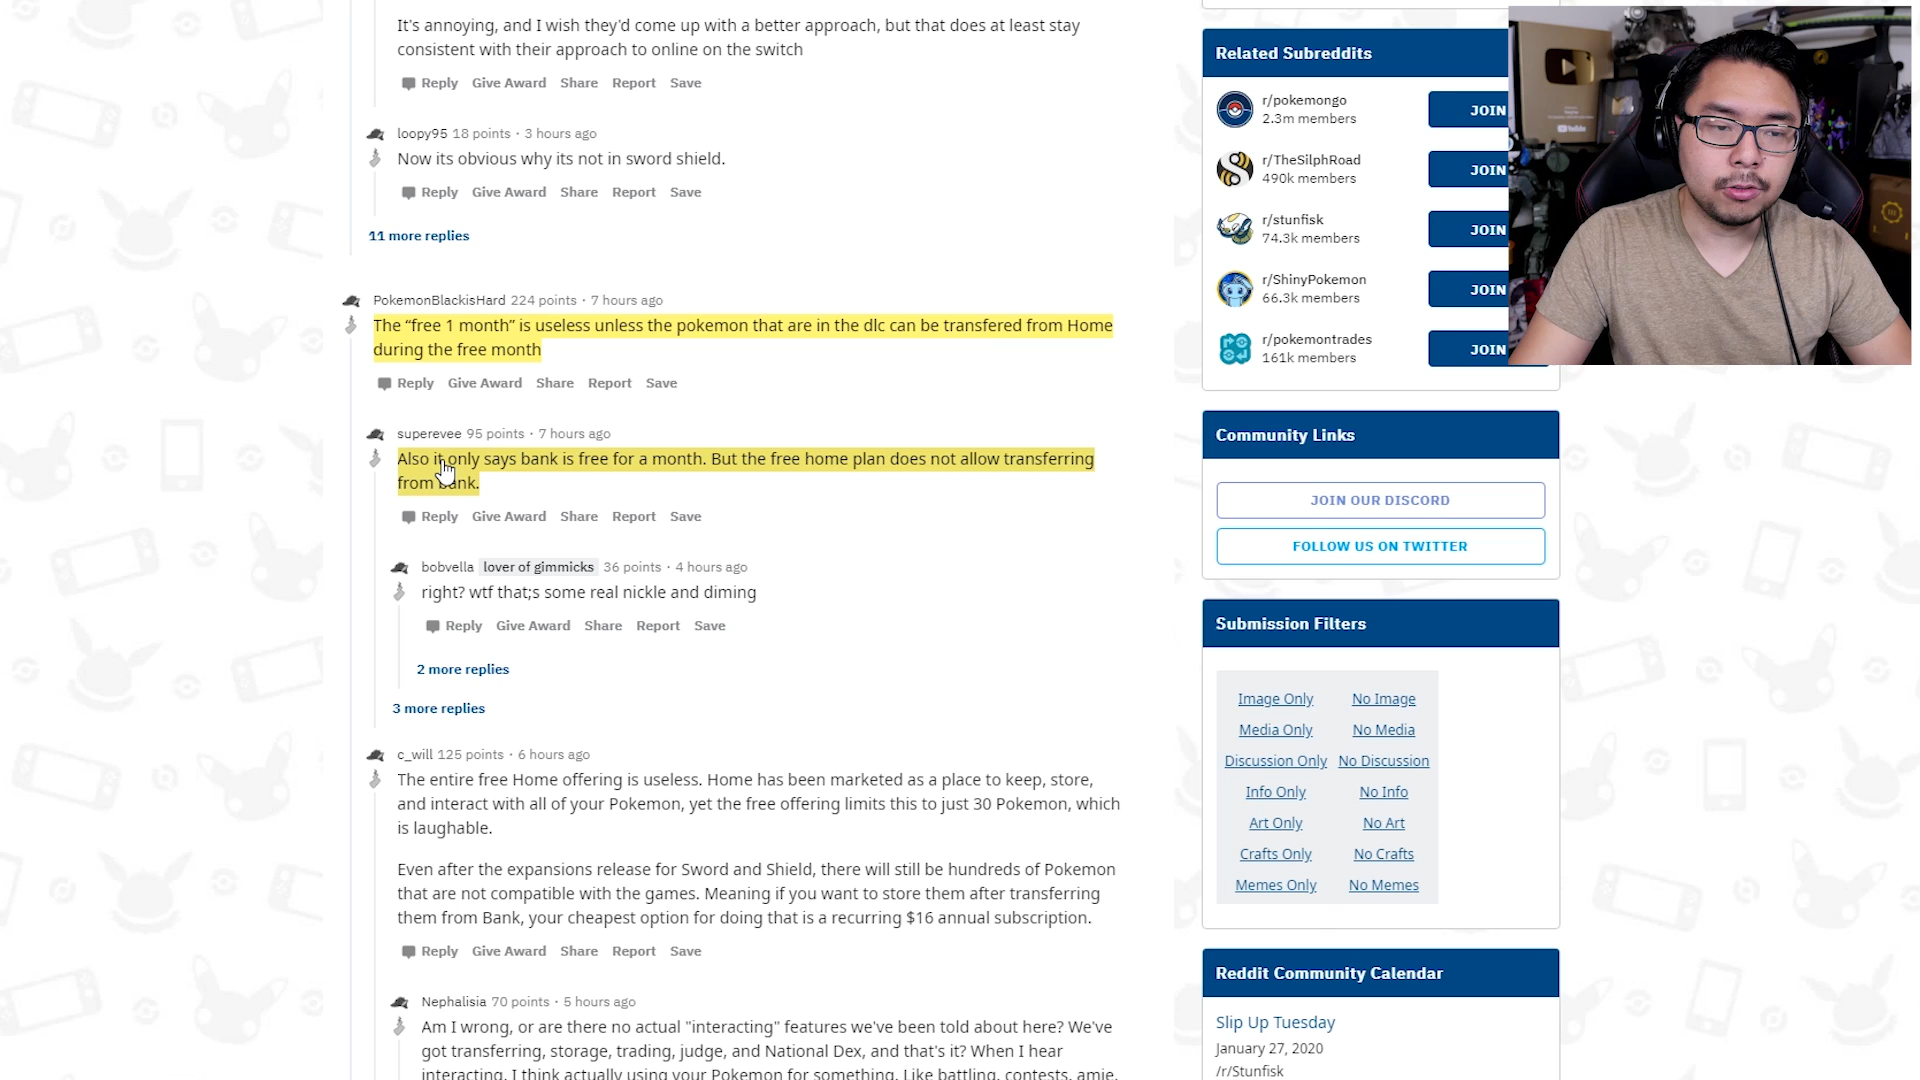 It's annoying, and I wish they'd come up with a better approach, but that does at least stay
consistent with their approach to online on the switch
Reply Give Award Share Report Save
loopy95 18 points · 3 hours ago
Now its obvious why its not in sword shield.
Reply Give Award Share Report Save
11 more replies
PokemonBlackisHard 224 points · 7 hours ago
The “free 1 month” is useless unless the pokemon that are in the dlc can be transfered from Home
during the free month
Reply Give Award Share Report Save
superevee 95 points · 7 hours ago
Also it only says bank is free for a month. But the free home plan does not allow transferring
from bank.
Reply Give Award Share Report Save
bobvella lover of gimmicks 36 points · 4 hours ago
right? wtf that;s some real nickle and diming
Reply Give Award Share Report Save
2 more replies
3 more replies
c_will 125 points · 6 hours ago
The entire free Home offering is useless. Home has been marketed as a place to keep, store,
and interact with all of your Pokemon, yet the free offering limits this to just 30 Pokemon, which
is laughable.
Even after the expansions release for Sword and Shield, there will still be hundreds of Pokemon
that are not compatible with the games. Meaning if you want to store them after transferring
them from Bank, your cheapest option for doing that is a recurring $16 annual subscription.
Reply Give Award Share Report Save
Nephalisia 70 points · 5 hours ago
Am I wrong, or are there no actual "interacting" features we've been told about here? We've
got transferring, storage, trading, judge, and National Dex, and that's it? When I hear
interacting, I think actually using your Pokemon for something. Like battling, contests, amie,
Related Subreddits
r/pokemongo
2.3m members
JOIN
r/TheSilphRoad
490k members
JOIN
r/stunfisk
74.3k members
JOIN
r/ShinyPokemon
66.3k members
JOIN
r/pokemontrades
161k members
JOIN
Community Links
JOIN OUR DISCORD
FOLLOW US ON TWITTER
Submission Filters
Image Only No Image
Media Only No Media
Discussion Only No Discussion
Info Only No Info
Art Only No Art
Crafts Only No Crafts
Memes Only No Memes
Reddit Community Calendar
Slip Up Tuesday
January 27, 2020
/r/Stunfisk